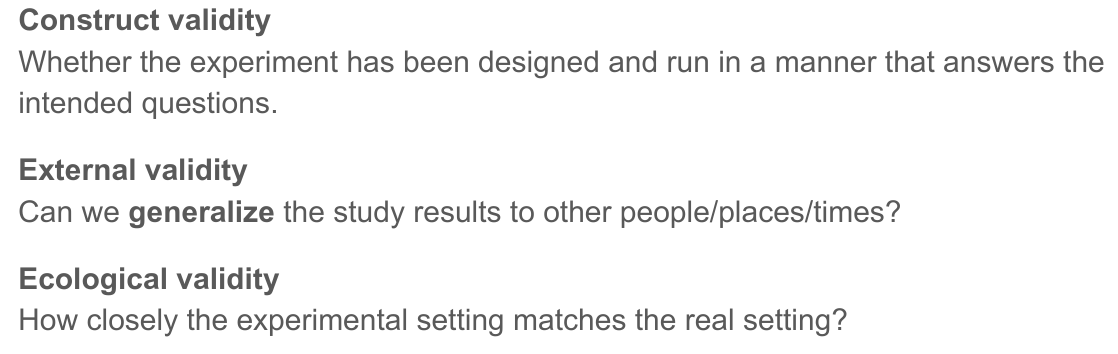 Construct validity
Whether the experiment has been designed and run in a manner that answers the
intended questions.
External validity
Can we generalize the study results to other people/places/times?
Ecological validity
How closely the experimental setting matches the real setting?